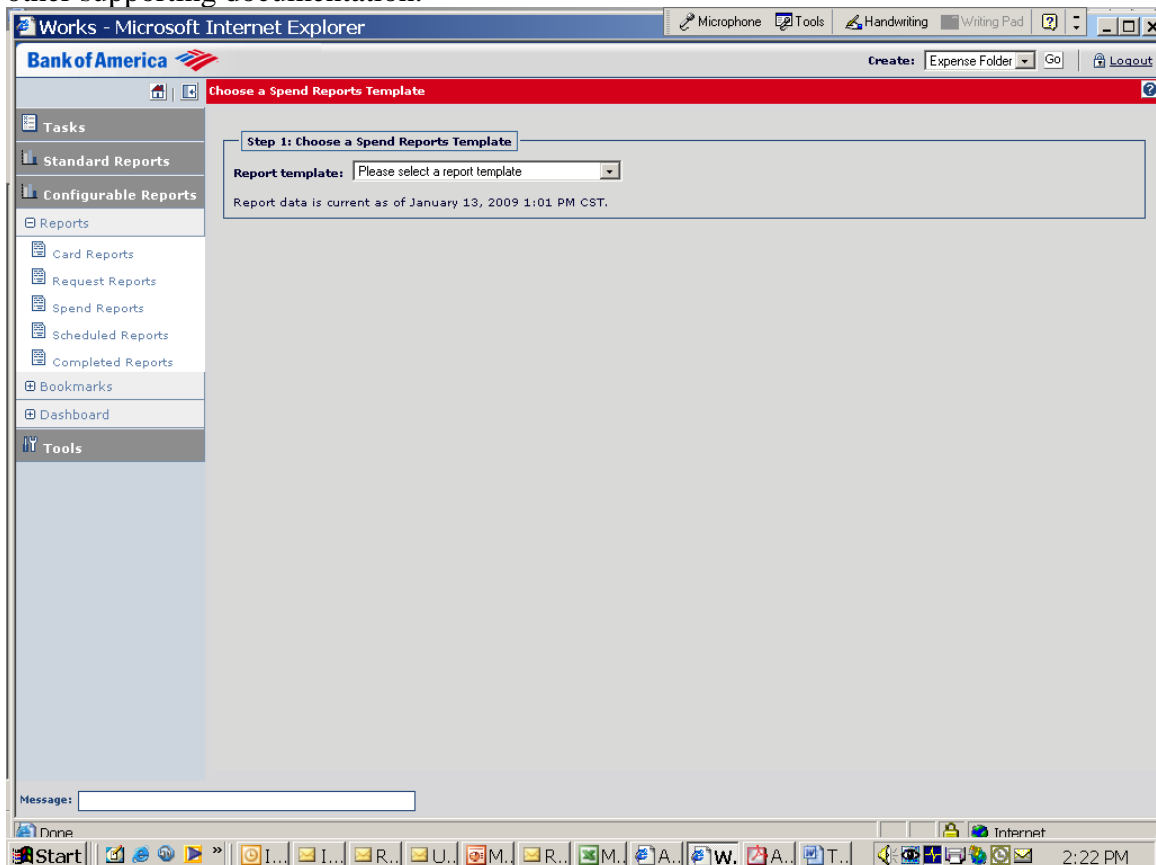 other supporting documentation.
Works - Microsoft Internet Explorer
Microphone Tools Handwriting Writing Pad
Bank of America
Create: Expense Folder Go Logout
Choose a Spend Reports Template
Tasks
Standard Reports
Configurable Reports
Reports
Card Reports
Request Reports
Spend Reports
Scheduled Reports
Completed Reports
Bookmarks
Dashboard
Tools
Step 1: Choose a Spend Reports Template
Report template: Please select a report template
Report data is current as of January 13, 2009 1:01 PM CST.
Message:
Done Internet
Start » I... I... R... U... M... R... M... A... W... A... T... 2:22 PM